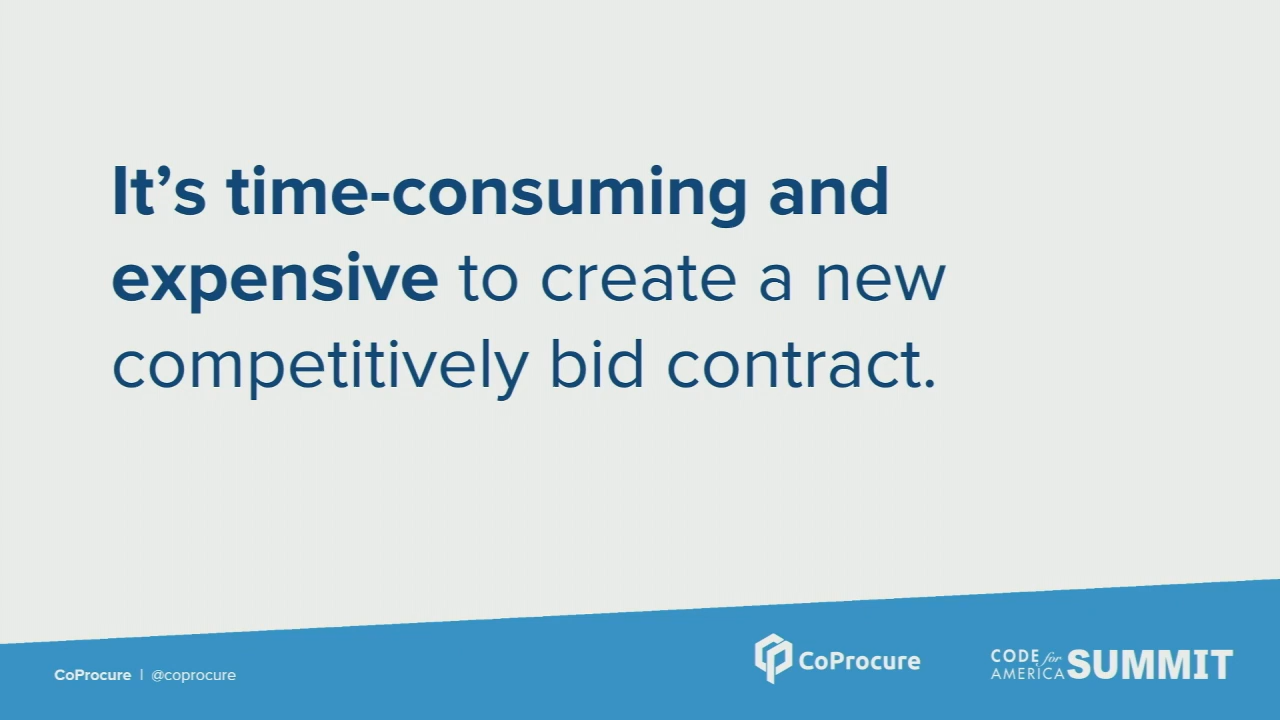 It’s time-consuming and
expensive to create a new
competitively bid contract.
CoProcure | @coprocure
CoProcure
CODE for
AMERICA SUMMIT